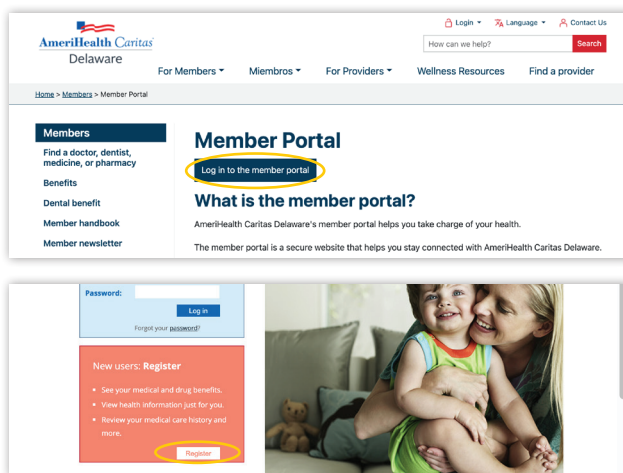 Login
Language
Contact Us
AmeriHealth Caritas
Delaware
How can we help?
Search
For Members
Miembros
For Providers
Wellness Resources
Find a provider
Home > Members > Member Portal
Members
Find a doctor, dentist,
medicine, or pharmacy
Benefits
Dental benefit
Member handbook
Member newsletter
Member Portal
Log in to the member portal
What is the member portal?
AmeriHealth Caritas Delaware's member portal helps you take charge of your health.
The member portal is a secure website that helps you stay connected with AmeriHealth Caritas Delaware.
Password:
Log in
Forgot your password?
New users: Register
• See your medical and drug benefits.
• View health information just for you.
• Review your medical care history and
more.
Register